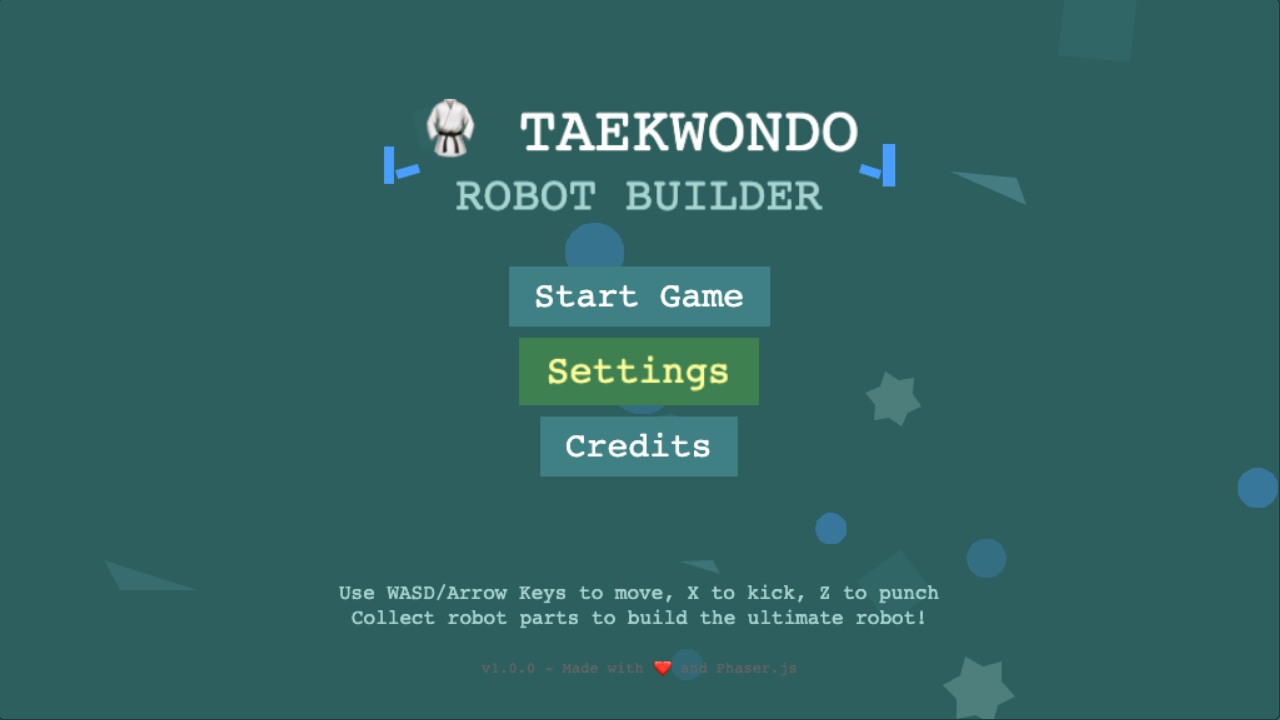 TAEKWONDO
ROBOT BUILDER
Start Game
Settings
Credits
Use WASD/Arrow Keys to move, X to kick, Z to punch
Collect robot parts to build the ultimate robot!
v1.0.0 - Made with ❤️ and Phaser.js